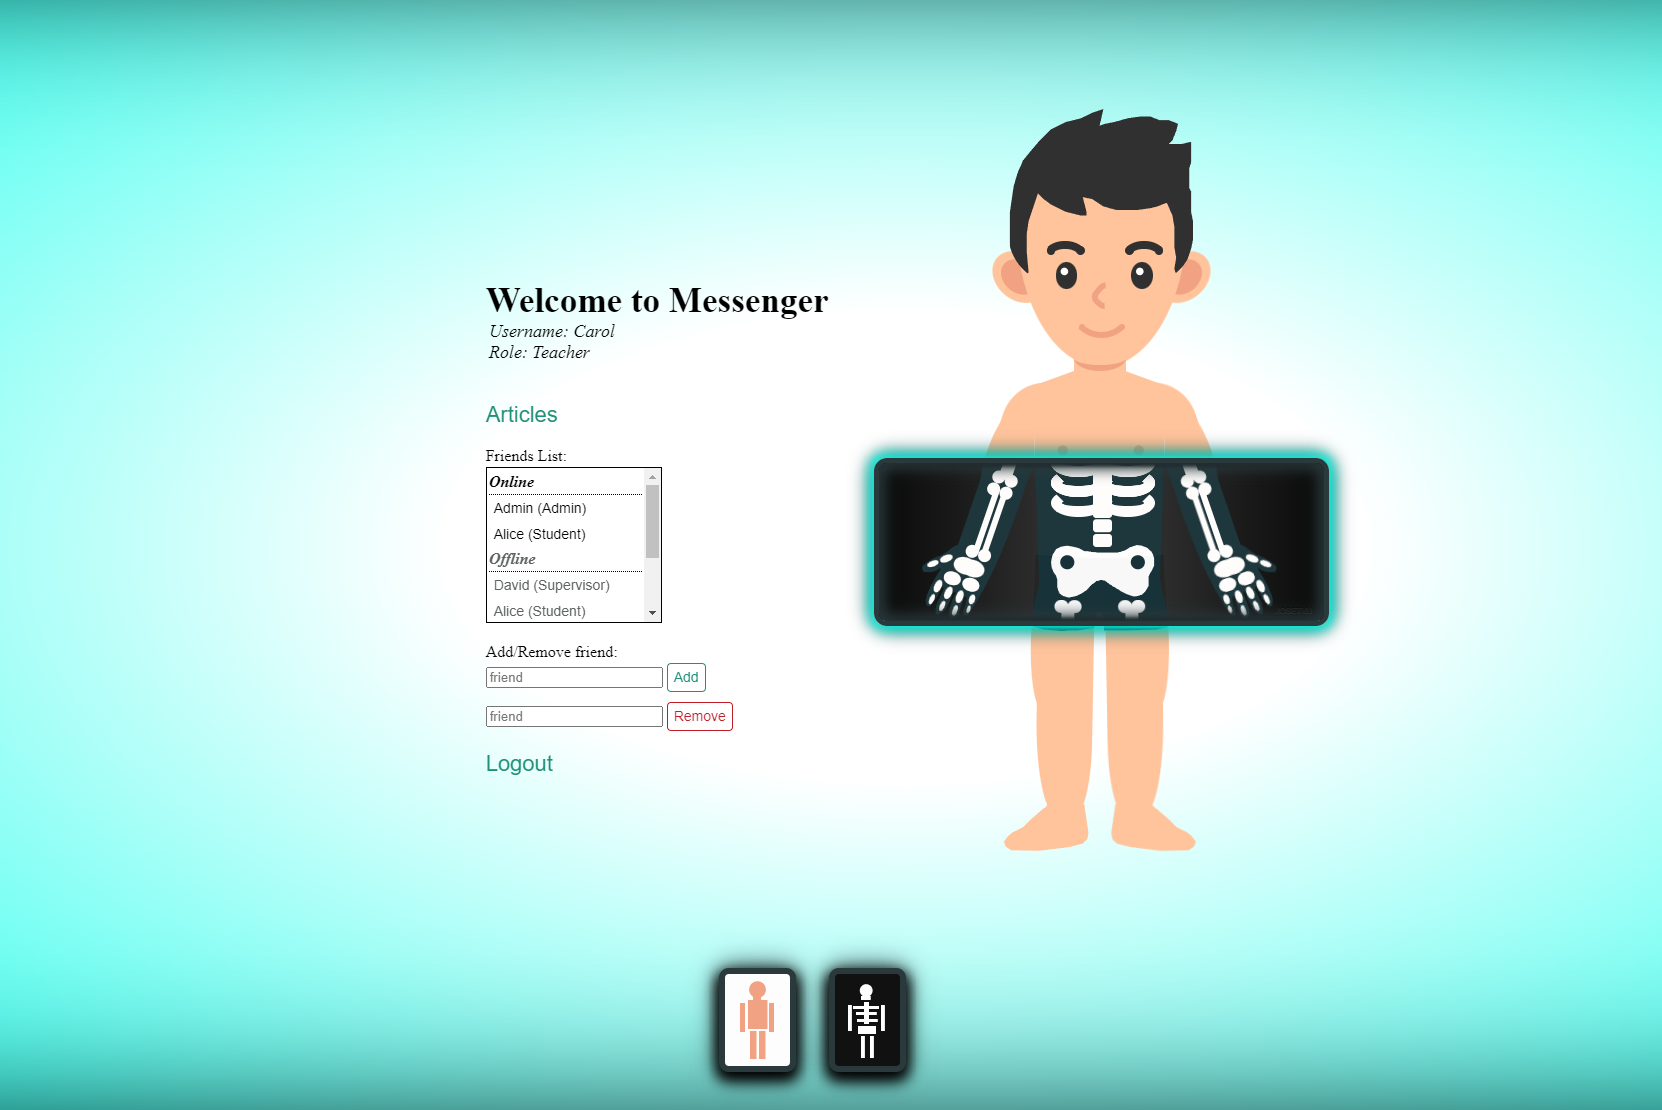 Welcome to Messenger
Username: Carol
Role: Teacher
Articles
Friends List:
Online
Admin (Admin)
Alice (Student)
Offline
David (Supervisor)
Alice (Student)
Add/Remove friend:
friend Add
friend Remove
Logout